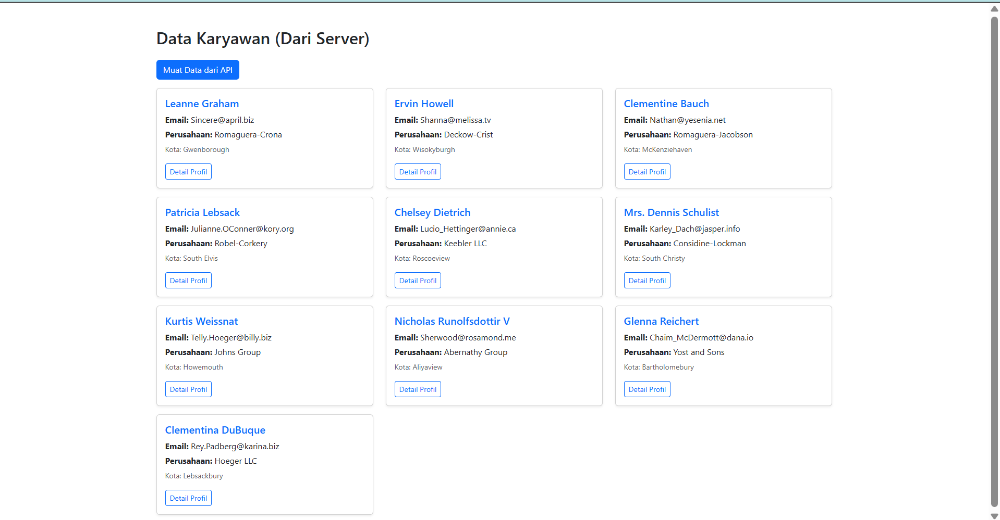 Data Karyawan (Dari Server)
Muat Data dari API
Leanne Graham
Email: Sincere@april.biz
Perusahaan: Romaguera-Crona
Kota: Gwenborough
Detail Profil
Ervin Howell
Email: Shanna@melissa.tv
Perusahaan: Deckow-Crist
Kota: Wisokyburgh
Detail Profil
Clementine Bauch
Email: Nathan@yesenia.net
Perusahaan: Romaguera-Jacobson
Kota: McKenziehaven
Detail Profil
Patricia Lebsack
Email: Julianne.OConner@kory.org
Perusahaan: Robel-Corkery
Kota: South Elvis
Detail Profil
Chelsey Dietrich
Email: Lucio_Hettinger@annie.ca
Perusahaan: Keebler LLC
Kota: Roscoeview
Detail Profil
Mrs. Dennis Schulist
Email: Karley_Dach@jasper.info
Perusahaan: Considine-Lockman
Kota: South Christy
Detail Profil
Kurtis Weissnat
Email: Telly.Hoeger@billy.biz
Perusahaan: Johns Group
Kota: Howemouth
Detail Profil
Nicholas Runolfsdottir V
Email: Sherwood@rosamond.me
Perusahaan: Abernathy Group
Kota: Aliyaview
Detail Profil
Glenna Reichert
Email: Chaim_McDermott@dana.io
Perusahaan: Yost and Sons
Kota: Bartholomebury
Detail Profil
Clementina DuBuque
Email: Rey.Padberg@karina.biz
Perusahaan: Hoeger LLC
Kota: Lebsackbury
Detail Profil